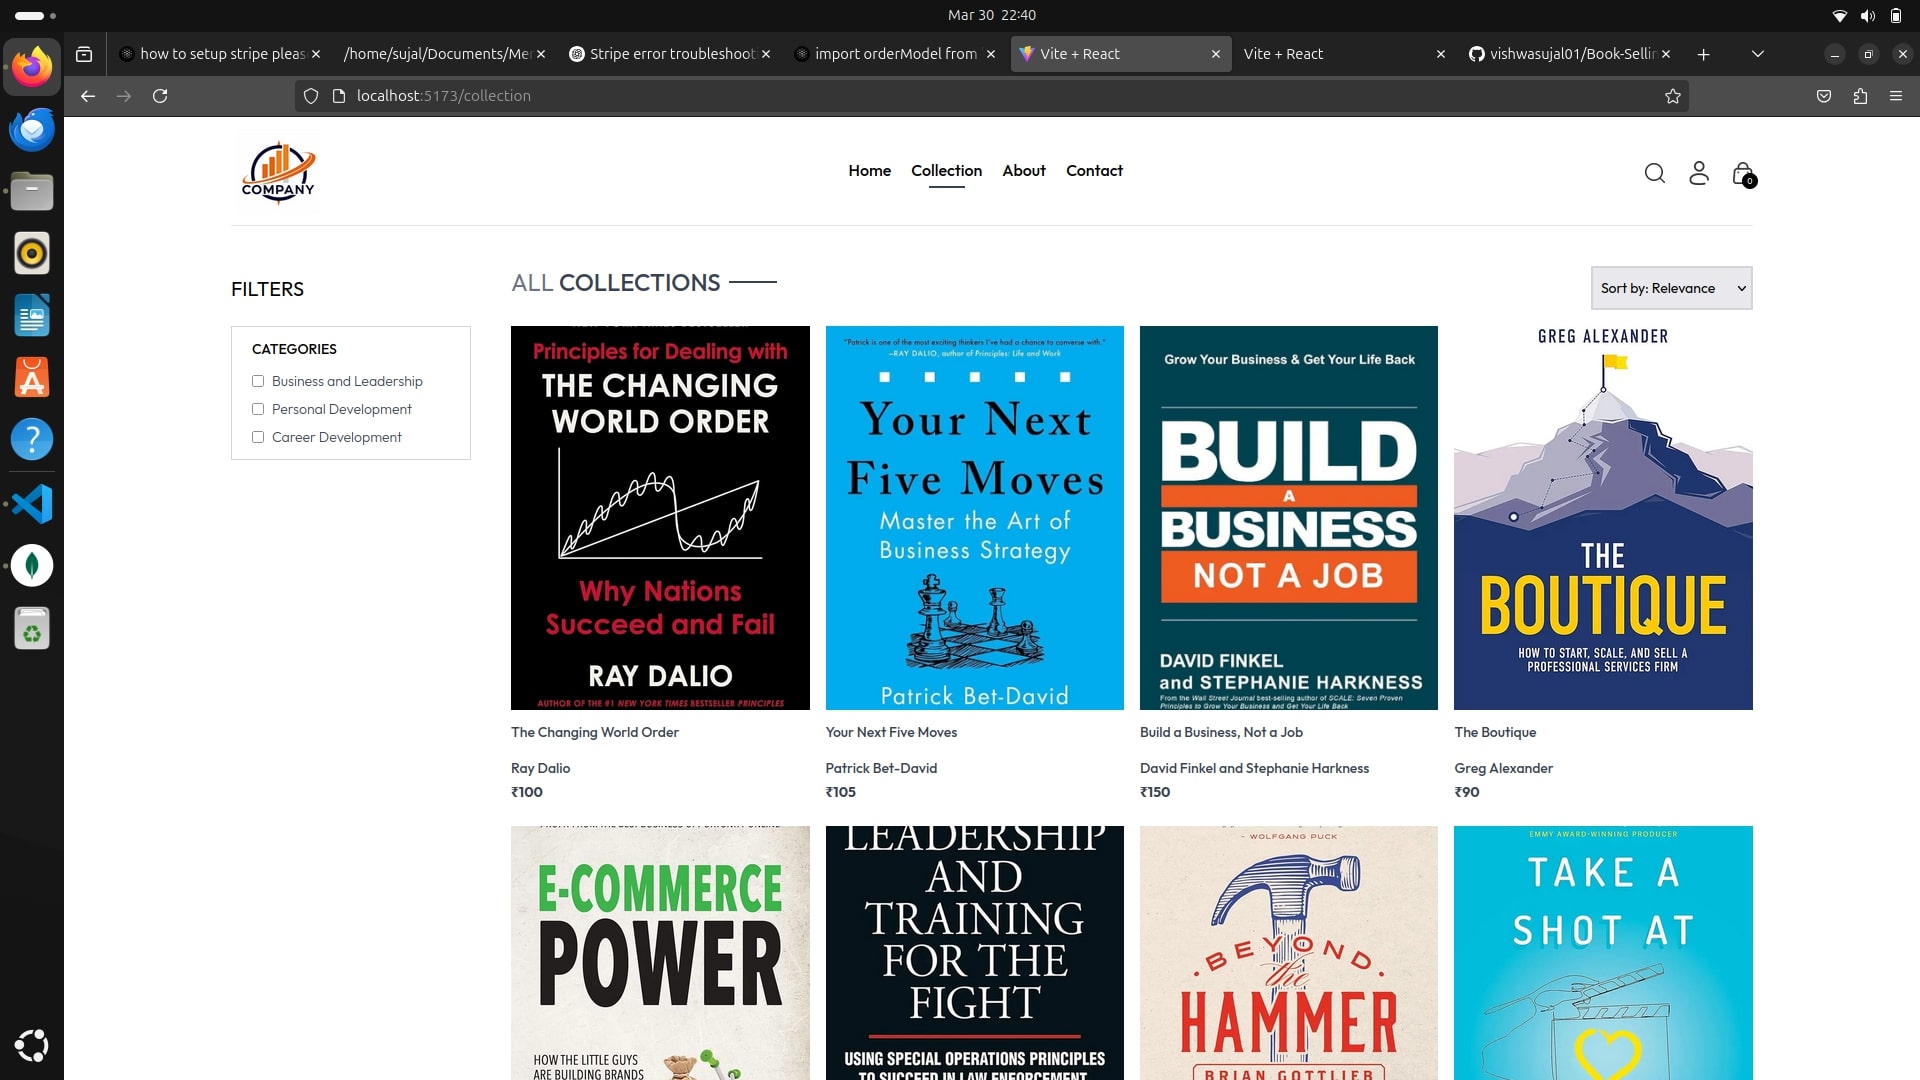 Mar 30 22:40
how to setup stripe pleas
/home/sujal/Documents/Me
Stripe error troubleshoot
import orderModel from
Vite + React
Vite + React
vishwasujal01/Book-Sellin
localhost:5173/collection
COMPANY
Home
Collection
About
Contact
0
FILTERS
CATEGORIES
Business and Leadership
Personal Development
Career Development
ALL COLLECTIONS
Sort by: Relevance
Principles for Dealing with
THE CHANGING
WORLD ORDER
Why Nations
Succeed and Fail
RAY DALIO
AUTHOR OF THE #1 NEW YORK TIMES BESTSELLER PRINCIPLES
The Changing World Order
Ray Dalio
₹100
"Patrick is one of the most exciting thinkers I've had a chance to converse with."
—RAY DALIO, author of Principles: Life and Work
Your Next
Five Moves
Master the Art of
Business Strategy
Patrick Bet-David
Your Next Five Moves
Patrick Bet-David
₹105
Grow Your Business & Get Your Life Back
BUILD
A
BUSINESS
NOT A JOB
DAVID FINKEL
and STEPHANIE HARKNESS
From the Wall Street Journal best-selling author of SCALE: Seven Proven
Principles to Grow Your Business and Get Your Life Back
Build a Business, Not a Job
David Finkel and Stephanie Harkness
₹150
GREG ALEXANDER
THE
BOUTIQUE
HOW TO START, SCALE, AND SELL A
PROFESSIONAL SERVICES FIRM
The Boutique
Greg Alexander
₹90
E-COMMERCE
POWER
HOW THE LITTLE GUYS
ARE BUILDING BRANDS
LEADERSHIP
AND
TRAINING
FOR THE
FIGHT
USING SPECIAL OPERATIONS PRINCIPLES
TO SUCCEED IN LAW ENFORCEMENT
- WOLFGANG PUCK
BEYOND
the
HAMMER
BRIAN GOTTLIEB
EMMY AWARD-WINNING PRODUCER
TAKE A
SHOT AT